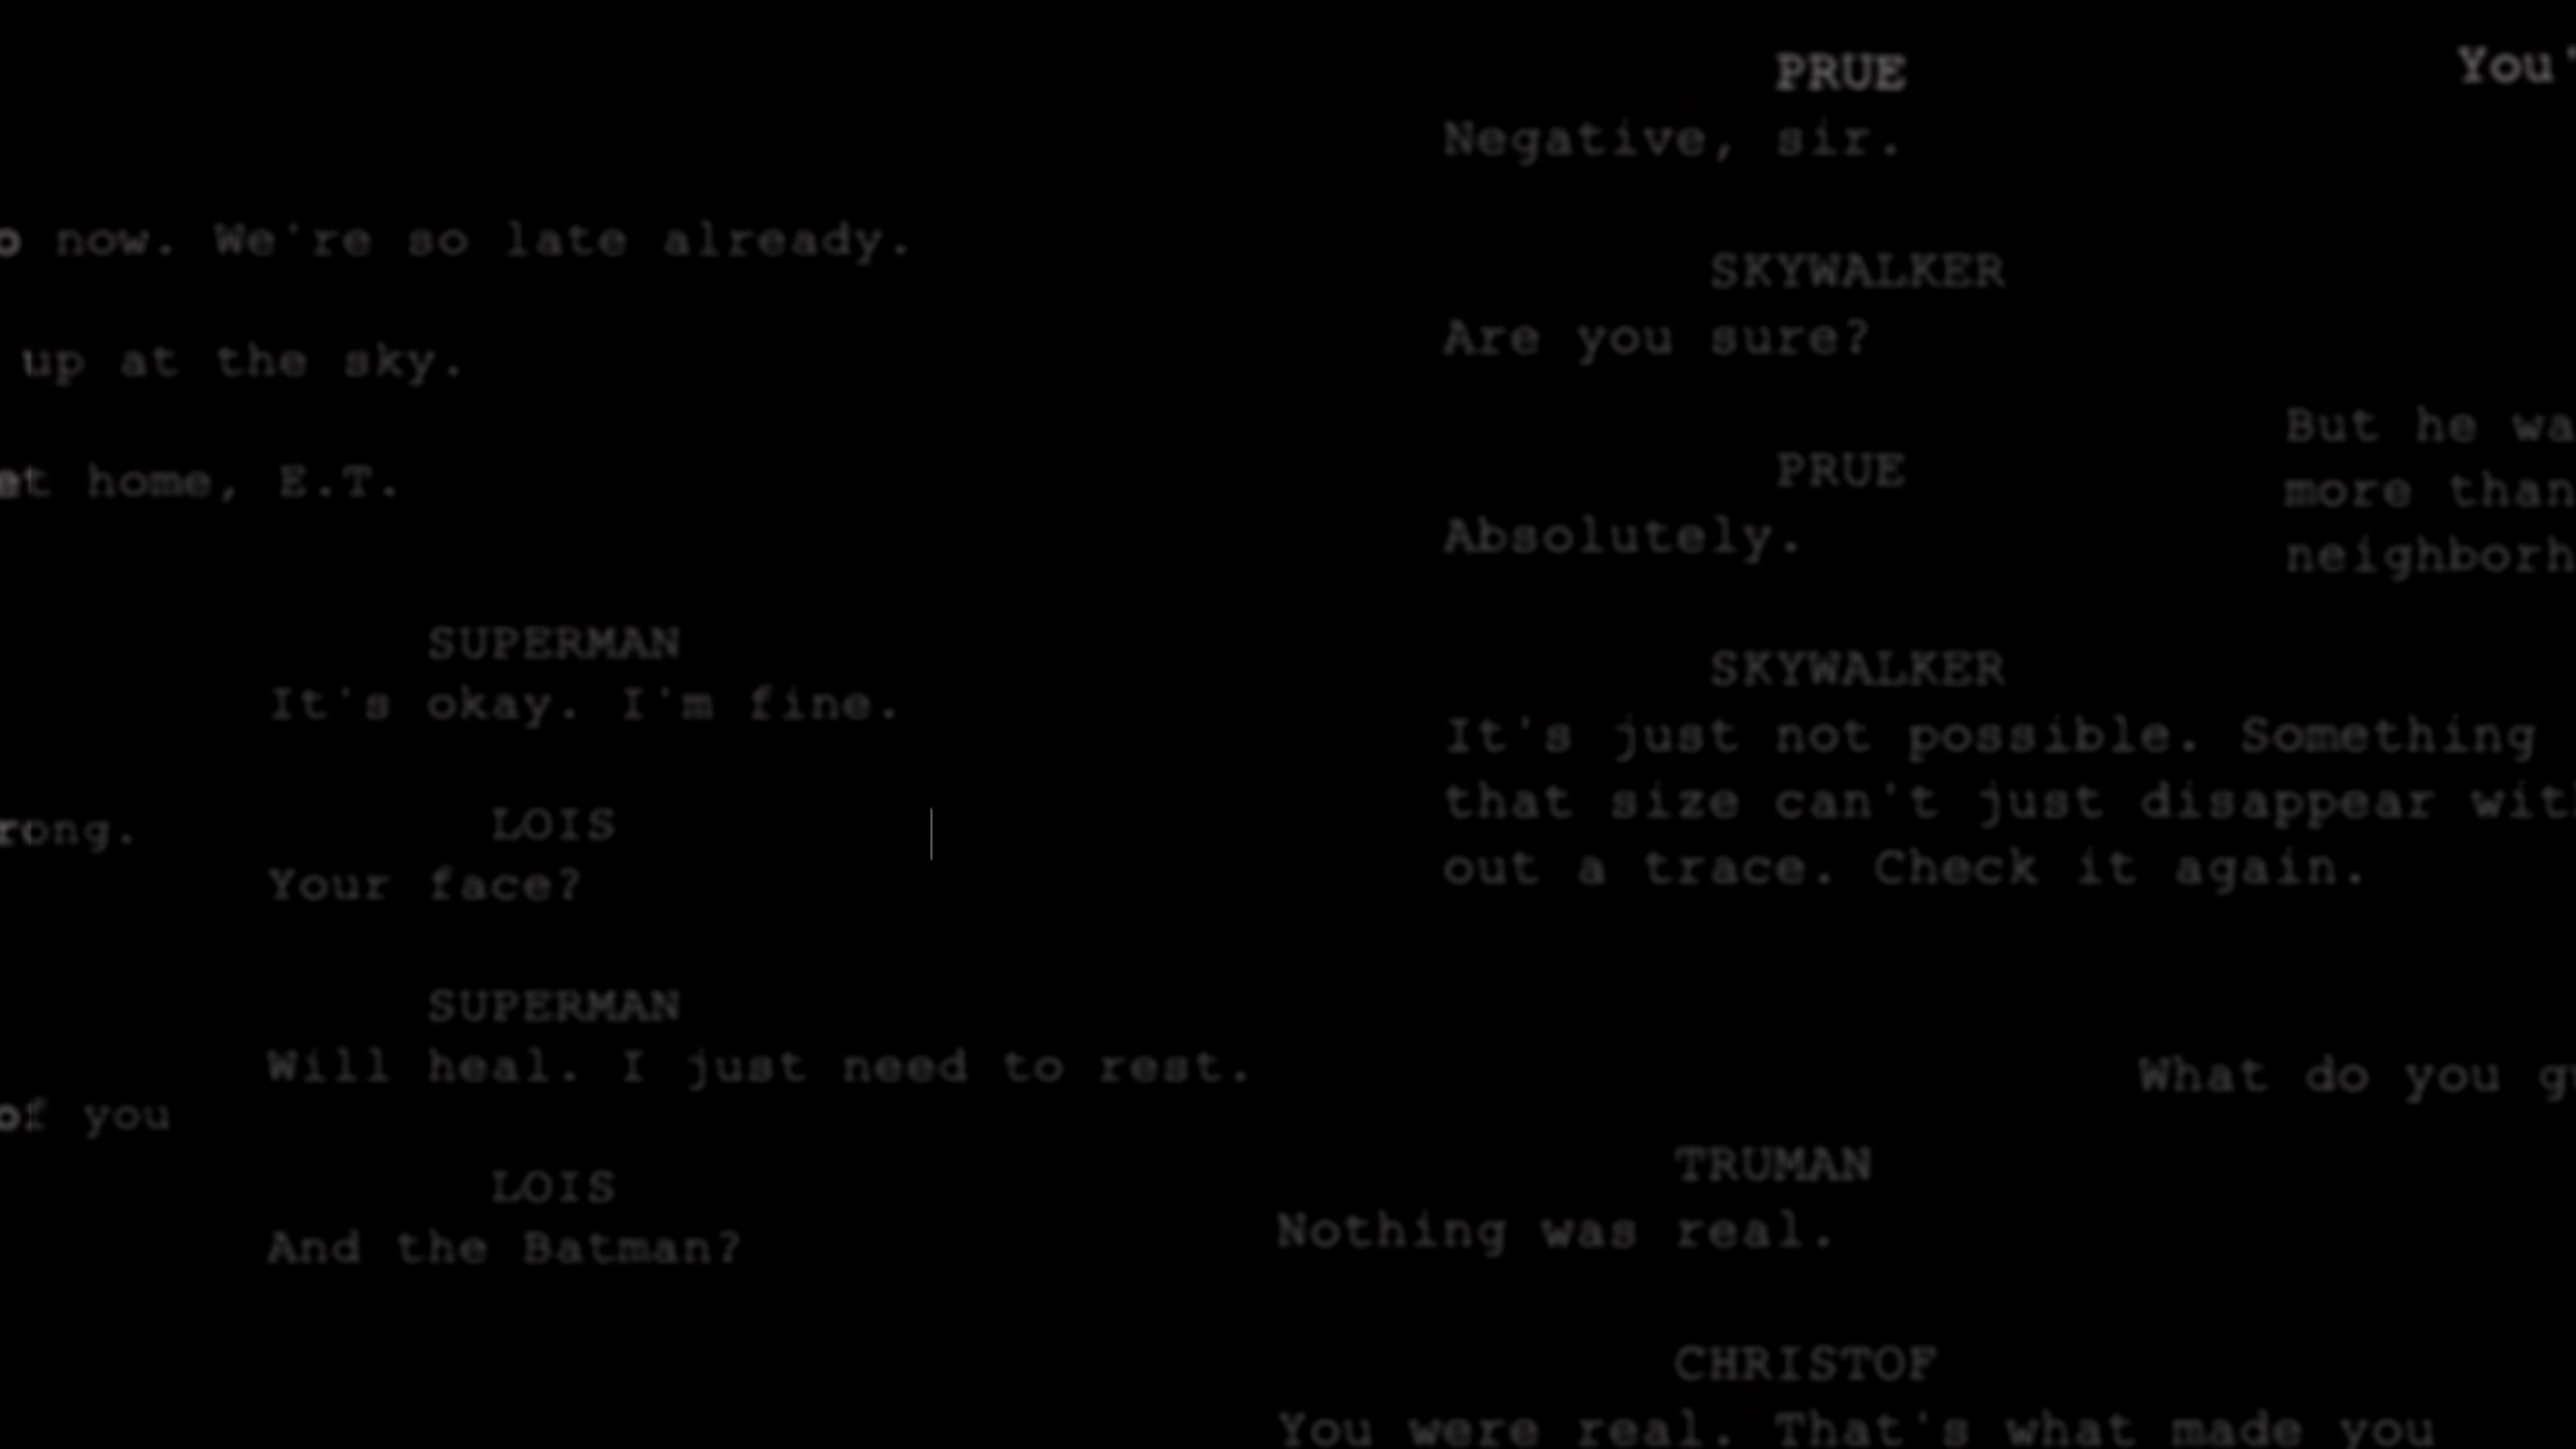 o now. We're so late already.
up at the sky.
et home, E.T.
rong.
of you
SUPERMAN
It's okay. I'm fine.
LOIS
Your face?
SUPERMAN
Will heal. I just need to rest.
LOIS
And the Batman?
PRUE
Negative, sir.
SKYWALKER
Are you sure?
PRUE
Absolutely.
SKYWALKER
It's just not possible. Something
that size can't just disappear with
out a trace. Check it again.
TRUMAN
Nothing was real.
CHRISTOF
You were real. That's what made you
You'
But he wa
more than
neighborh
What do you gu